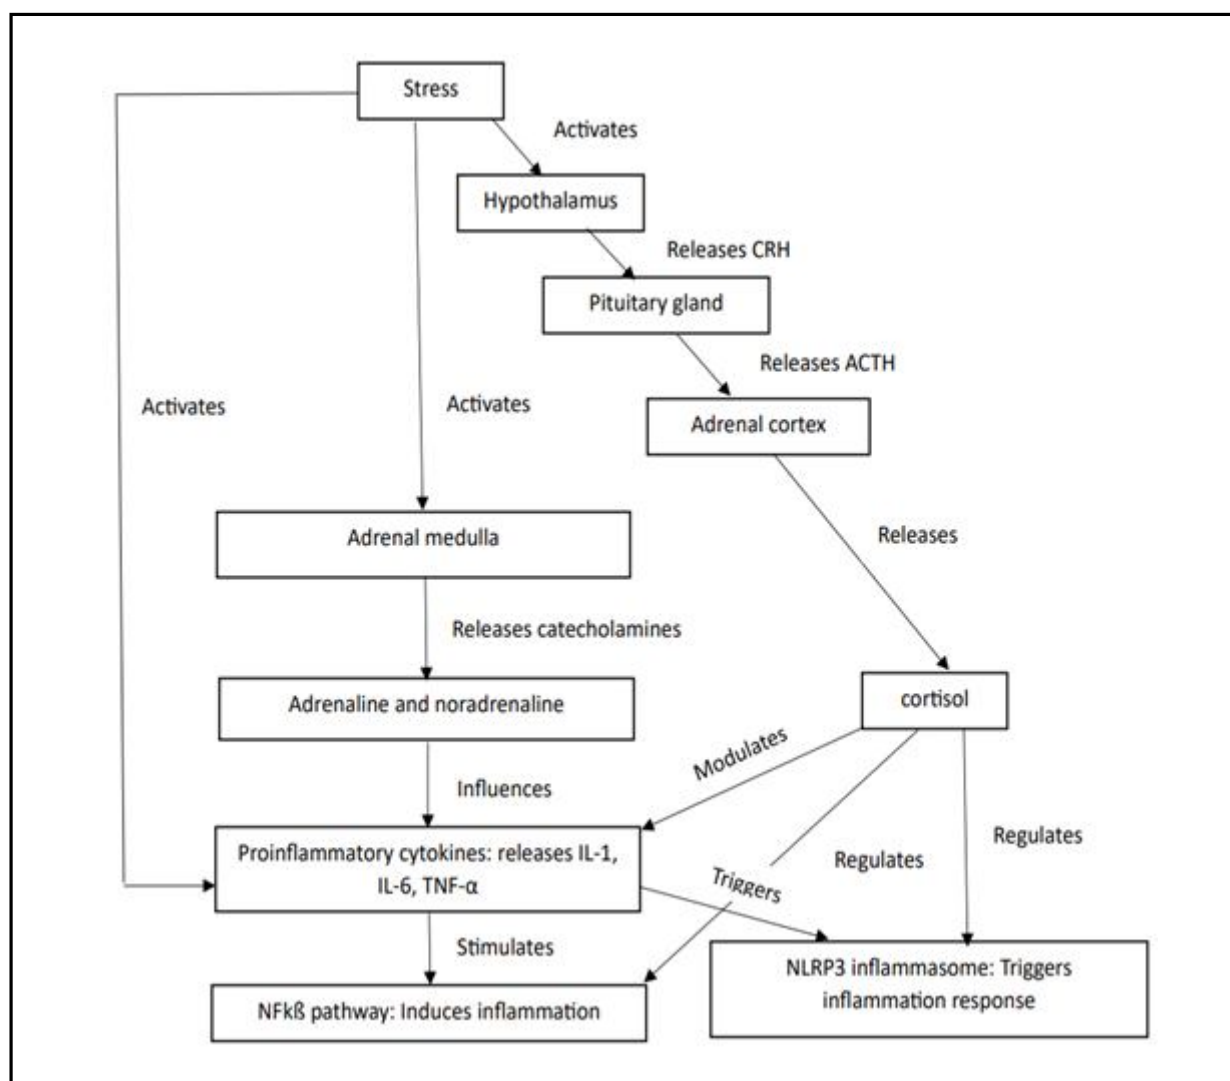 Stress
Activates
Hypothalamus
Releases CRH
Pituitary gland
Releases ACTH
Activates
Activates
Adrenal cortex
Adrenal medulla
Releases
Releases catecholamines
Adrenaline and noradrenaline
cortisol
Modulates
Influences
Proinflammatory cytokines: releases IL-1,
IL-6, TNF-α
Regulates
Regulates
Triggers
Stimulates
NLRP3 inflammasome: Triggers
inflammation response
NFkß pathway: Induces inflammation